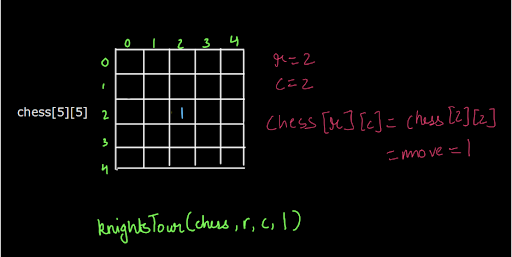 0 1 2 3 4
0
1
chess[5][5]
2
1
3
4
r=2
c=2
chess[r][c]= chess[2][2]
=move=1
knightsTour(chess, r, c, 1)